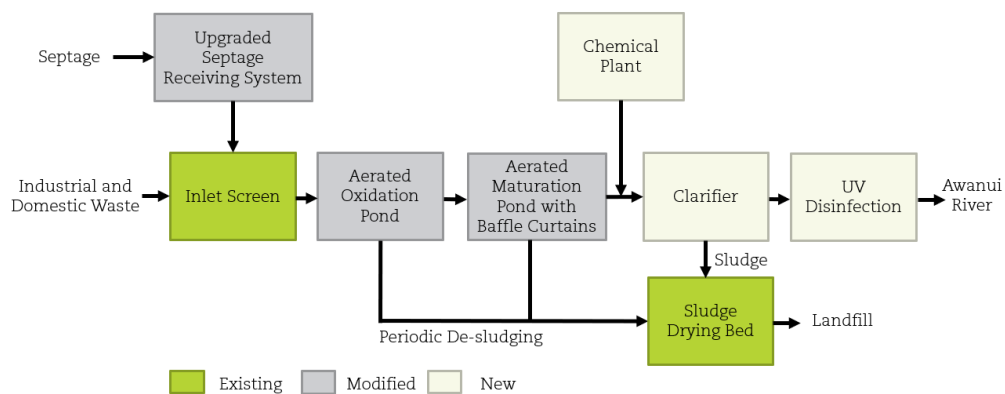 Septage
Upgraded
Septage
Receiving System
Chemical
Plant
Industrial and
Domestic Waste
Inlet Screen
Aerated
Oxidation
Pond
Aerated
Maturation
Pond with
Baffle Curtains
Clarifier
UV
Disinfection
Awanui
River
Sludge
Periodic De-sludging
Sludge
Drying Bed
Landfill
Existing
Modified
New